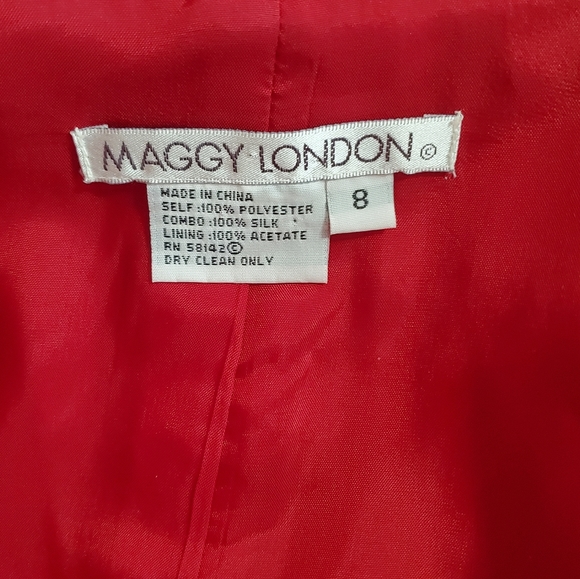 MAGGY LONDON ©
8
MADE IN CHINA
SELF :100% POLYESTER
COMBO :100% SILK
LINING :100% ACETATE
RN 58142©
DRY CLEAN ONLY